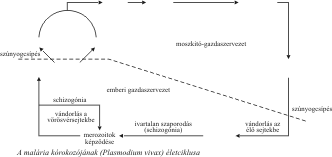 moszkitó-gazdaszervezet
szúnyogcsípés
emberi gazdaszervezet
schizogónia
vándorlás a
vörösvérsejtekbe
szúnyogcsípés
merozoitok
képződése
ivartalan szaporodás
(schizogónia)
vándorlás az
élő sejtekbe
A malária kórokozójának (Plasmodium vivax) életciklusa